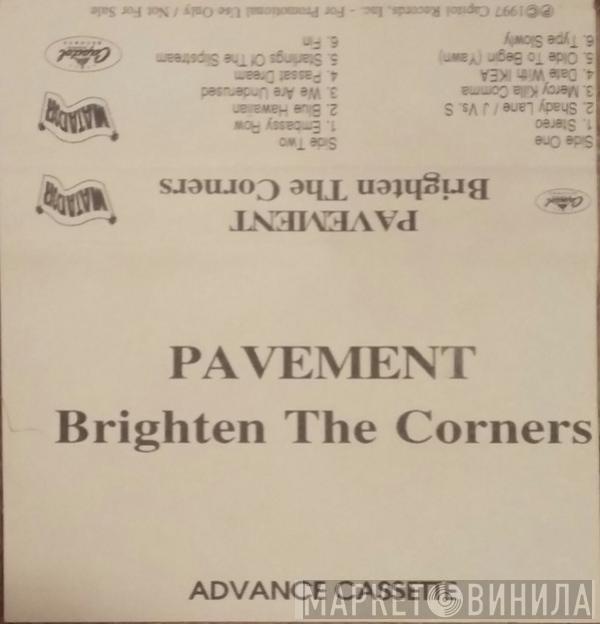 PAVEMENT
Brighten The Corners
ADVANCE CASSETTE
PAVEMENT
Brighten The Corners
Capitol
MATADOR
Side One
1. Stereo
2. Shady Lane / J Vs. S
3. Mercy Killa Comma
4. Date With IKEA
5. Olde To Begin (Yawn)
6. Type Slowly
Side Two
1. Embassy Row
2. Blue Hawaiian
3. We Are Underused
4. Passat Dream
5. Starlings Of The Slipstream
6. Fin
MATADOR
Capitol
RECORDS
℗©1997 Capitol Records, Inc. - For Promotional Use Only / Not For Sale
МАРКЕТ ВИНИЛА